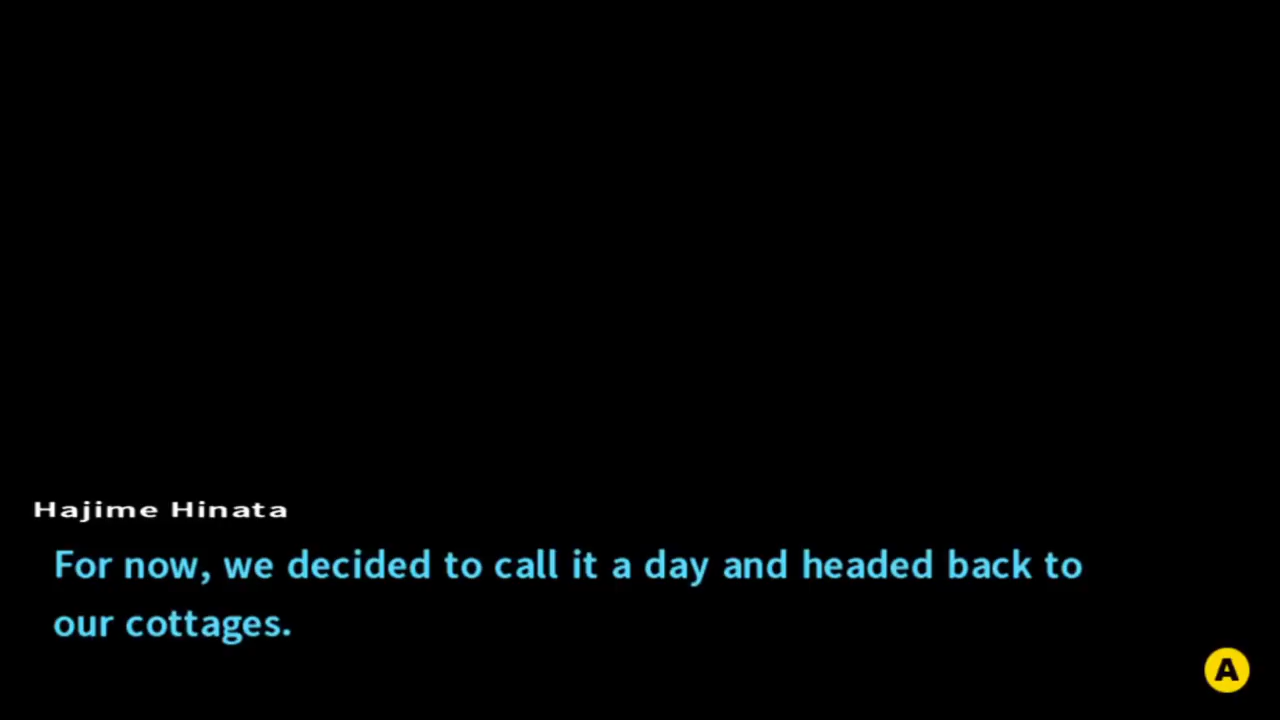 Hajime Hinata
For now, we decided to call it a day and headed back to
our cottages.
A